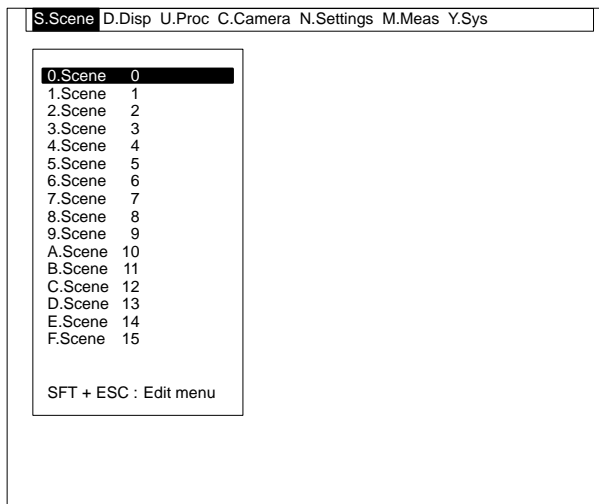 S.Scene D.Disp U.Proc C.Camera N.Settings M.Meas Y.Sys
0.Scene 0
1.Scene 1
2.Scene 2
3.Scene 3
4.Scene 4
5.Scene 5
6.Scene 6
7.Scene 7
8.Scene 8
9.Scene 9
A.Scene 10
B.Scene 11
C.Scene 12
D.Scene 13
E.Scene 14
F.Scene 15
SFT + ESC : Edit menu